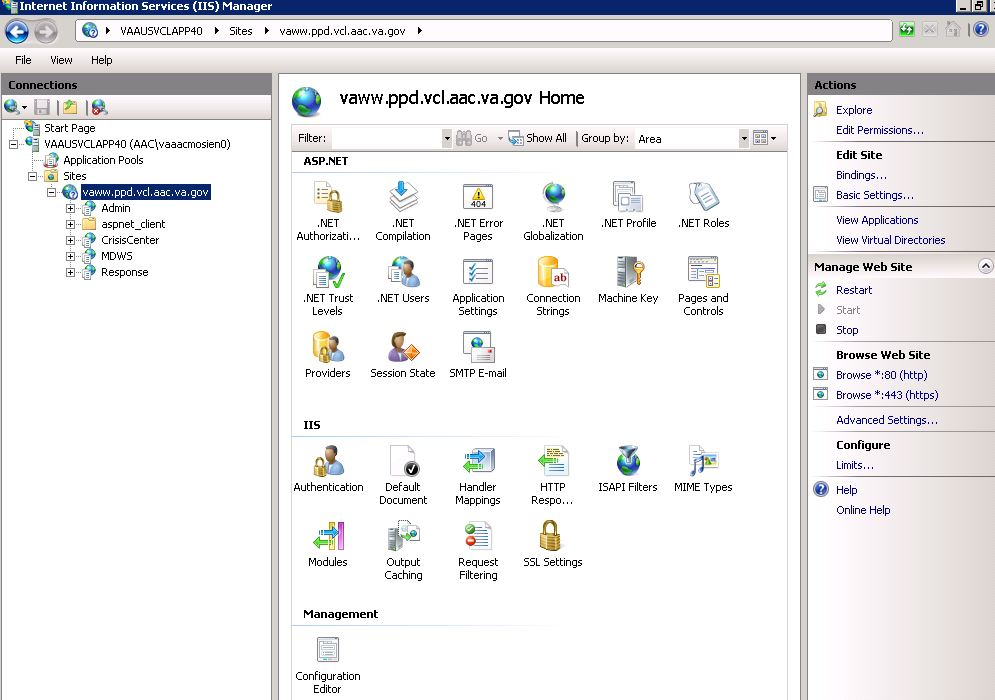 Internet Information Services (IIS) Manager
VAAUSVCLAPP40 Sites vaww.ppd.vcl.aac.va.gov
File View Help
Connections
Start Page
VAAUSVCLAPP40 (AAC\vaaacmosien0)
Application Pools
Sites
vaww.ppd.vcl.aac.va.gov
Admin
aspnet_client
CrisisCenter
MDWS
Response
vaww.ppd.vcl.aac.va.gov Home
Filter: Go Show All Group by: Area
ASP.NET
.NET Authorizati...
.NET Compilation
404
.NET Error Pages
.NET Globalization
.NET Profile
.NET Roles
.NET Trust Levels
.NET Users
Application Settings
ab
Connection Strings
Machine Key
Pages and Controls
Providers
Session State
SMTP E-mail
IIS
Authentication
Default Document
Handler Mappings
HTTP Respo...
ISAPI Filters
MIME Types
Modules
Output Caching
Request Filtering
SSL Settings
Management
Configuration Editor
Actions
Explore
Edit Permissions...
Edit Site
Bindings...
Basic Settings...
View Applications
View Virtual Directories
Manage Web Site
Restart
Start
Stop
Browse Web Site
Browse *:80 (http)
Browse *:443 (https)
Advanced Settings...
Configure
Limits...
Help
Online Help